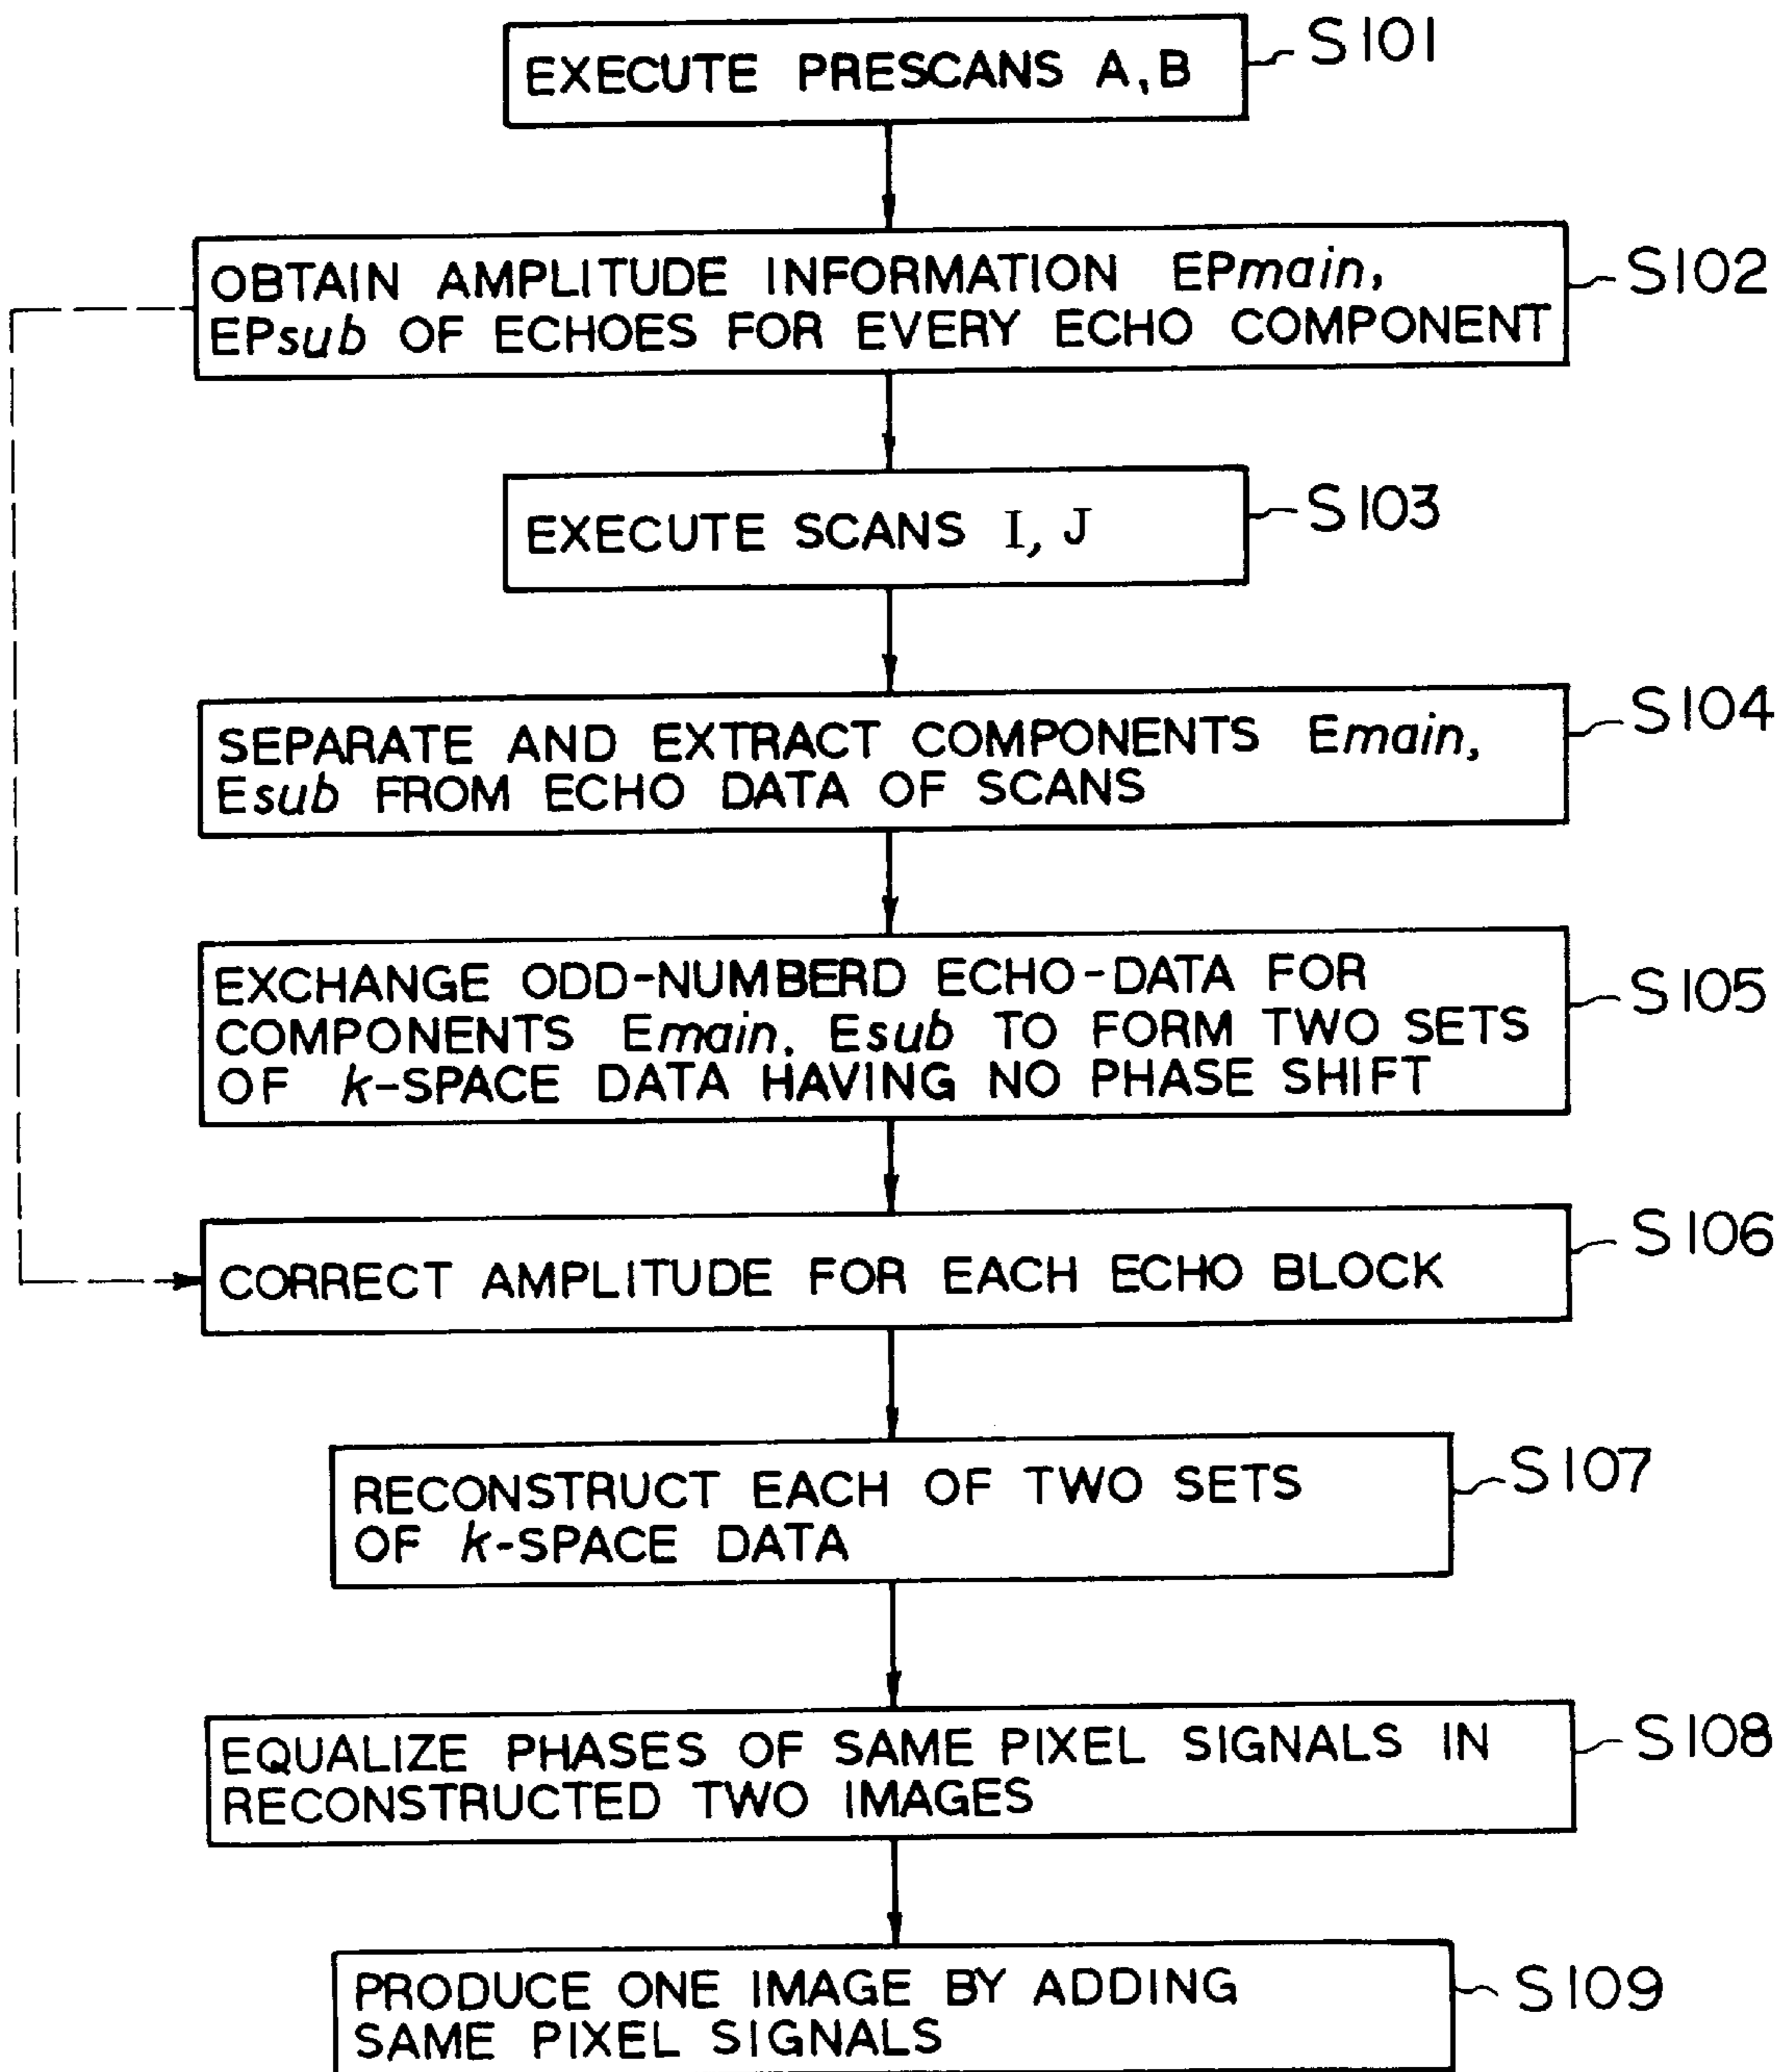 EXECUTE PRESCANS A, B
S101
OBTAIN AMPLITUDE INFORMATION EPmain,
EPsub OF ECHOES FOR EVERY ECHO COMPONENT
S102
EXECUTE SCANS I, J
S103
SEPARATE AND EXTRACT COMPONENTS Emain,
Esub FROM ECHO DATA OF SCANS
S104
EXCHANGE ODD-NUMBERD ECHO-DATA FOR
COMPONENTS Emain. Esub TO FORM TWO SETS
OF k-SPACE DATA HAVING NO PHASE SHIFT
S105
CORRECT AMPLITUDE FOR EACH ECHO BLOCK
S106
RECONSTRUCT EACH OF TWO SETS
OF k-SPACE DATA
S107
EQUALIZE PHASES OF SAME PIXEL SIGNALS IN
RECONSTRUCTED TWO IMAGES
S108
PRODUCE ONE IMAGE BY ADDING
SAME PIXEL SIGNALS
S109